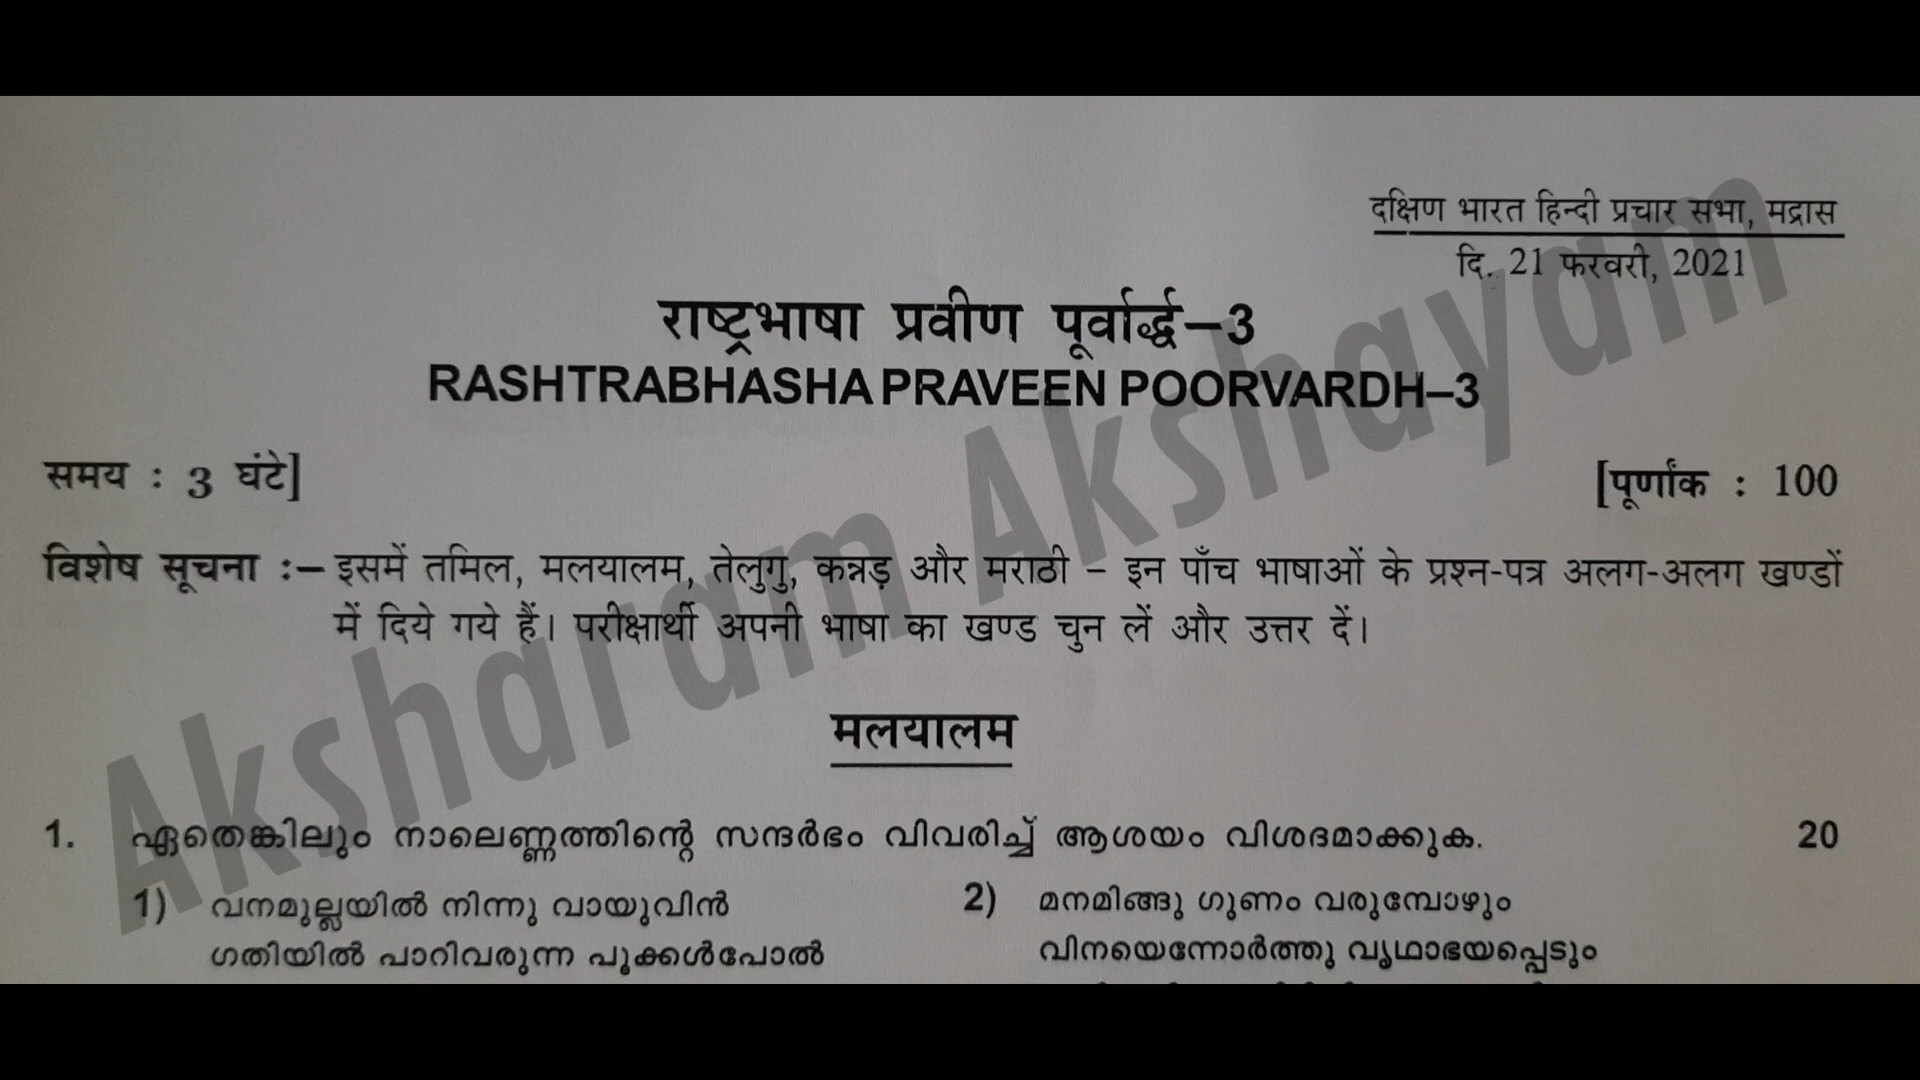 दक्षिण भारत हिन्दी प्रचार सभा, मद्रास
दि. 21 फरवरी, 2021
राष्ट्रभाषा प्रवीण पूर्वार्द्ध–3
RASHTRABHASHA PRAVEEN POORVARDH–3
समय : 3 घंटे] [पूर्णांक : 100
विशेष सूचना :– इसमें तमिल, मलयालम, तेलुगु, कन्नड़ और मराठी – इन पाँच भाषाओं के प्रश्न-पत्र अलग-अलग खण्डों
में दिये गये हैं। परीक्षार्थी अपनी भाषा का खण्ड चुन लें और उत्तर दें।
मलयालम
1. ഏതെങ്കിലും നാലെണ്ണത്തിന്റെ സന്ദർഭം വിവരിച്ച് ആശയം വിശദമാക്കുക. 20
1) വനമുല്ലയിൽ നിന്നു വായുവിൻ
ഗതിയിൽ പാറിവരുന്ന പൂക്കൾപോൽ
2) മനമിങ്ങു ഗുണം വരുമ്പോഴും
വിനയെന്നോർത്തു വൃഥാഭയപ്പെടും
Aksharam Akshayam